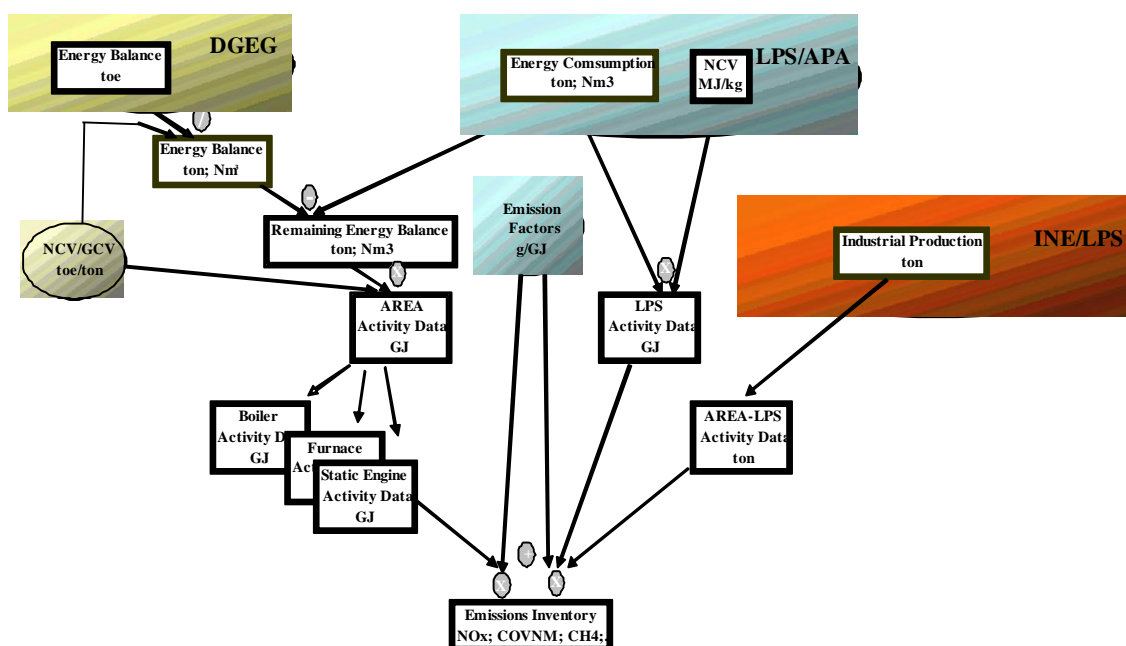 DGEG
Energy Balance
toe
/
Energy Balance
ton; Nm³
NCV/GCV
toe/ton
-
Remaining Energy Balance
ton; Nm3
X
AREA
Activity Data
GJ
LPS/APA
Energy Comsumption
ton; Nm3
NCV
MJ/kg
Emission
Factors
g/GJ
X
LPS
Activity Data
GJ
INE/LPS
Industrial Production
ton
AREA-LPS
Activity Data
ton
Boiler
Activity D
GJ
Furnace
Act
Static Engine
Activity Data
GJ
+
X
X
Emissions Inventory
NOx; COVNM; CH4;.